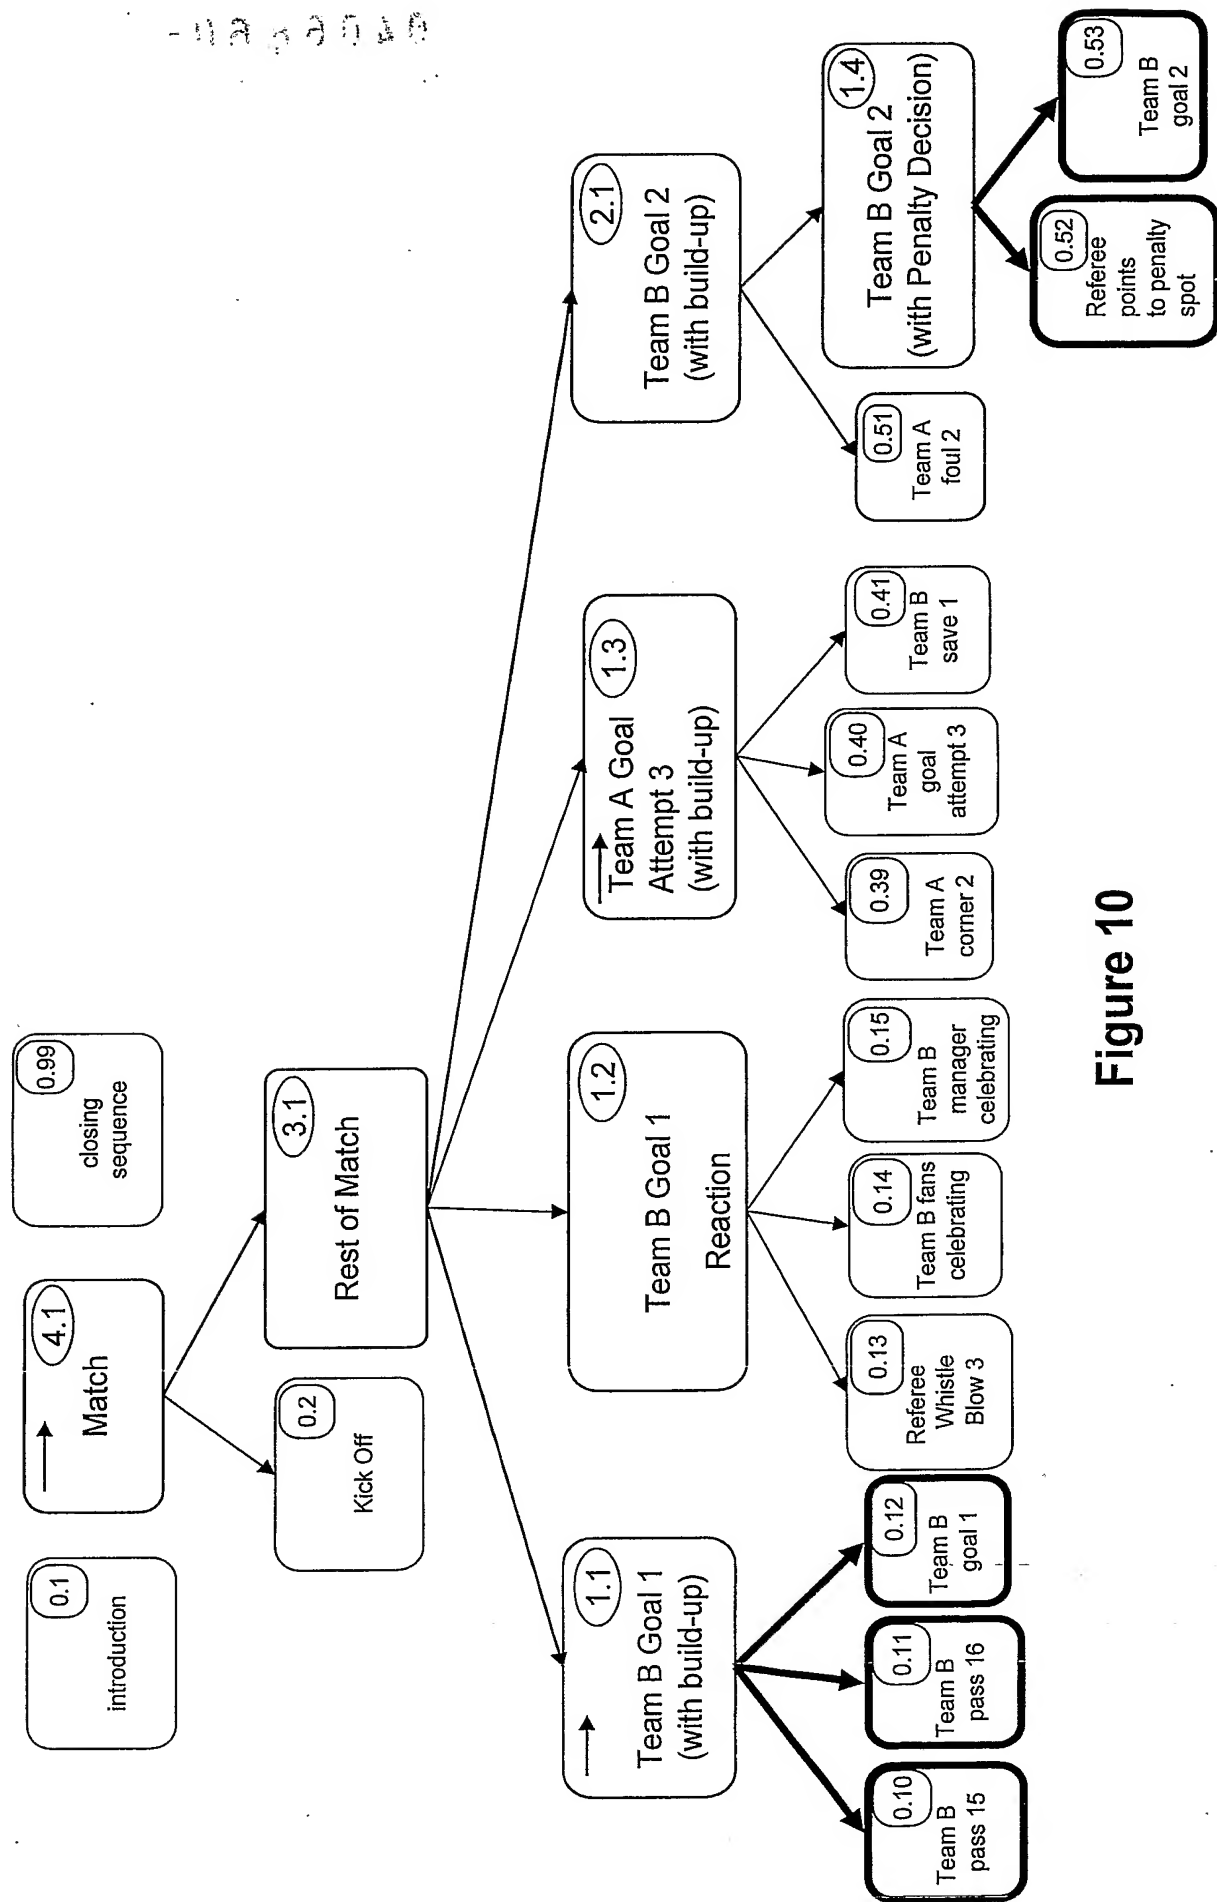 0.1
introduction
4.1
Match
0.99
closing
sequence
0.2
Kick Off
3.1
Rest of Match
1.1
Team B Goal 1
(with build-up)
1.2
Team B Goal 1
Reaction
1.3
Team A Goal
Attempt 3
(with build-up)
2.1
Team B Goal 2
(with build-up)
0.10
Team B
pass 15
0.11
Team B
pass 16
0.12
Team B
goal 1
0.13
Referee
Whistle
Blow 3
0.14
Team B fans
celebrating
0.15
Team B
manager
celebrating
0.39
Team A
corner 2
0.40
Team A
goal
attempt 3
0.41
Team B
save 1
0.51
Team A
foul 2
1.4
Team B Goal 2
(with Penalty Decision)
0.52
Referee
points
to penalty
spot
0.53
Team B
goal 2
Figure 10